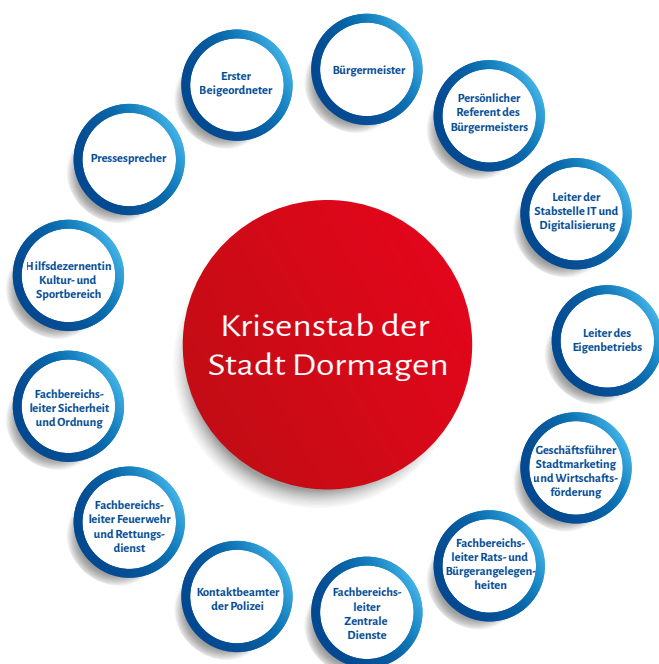 Bürgermeister
Persönlicher
Referent des
Bürgermeisters
Leiter der
Stabstelle IT und
Digitalisierung
Leiter des
Eigenbetriebs
Geschäftsführer
Stadtmarketing
und Wirtschafts-
förderung
Fachbereichs-
leiter Rats- und
Bürgerangelegen-
heiten
Fachbereichs-
leiter
Zentrale
Dienste
Kontaktbeamter
der Polizei
Fachbereichs-
leiter Feuerwehr
und Rettungs-
dienst
Fachbereichs-
leiter Sicherheit
und Ordnung
Hilfsdezernentin
Kultur- und
Sportbereich
Pressesprecher
Erster
Beigeordneter
Krisenstab der
Stadt Dormagen